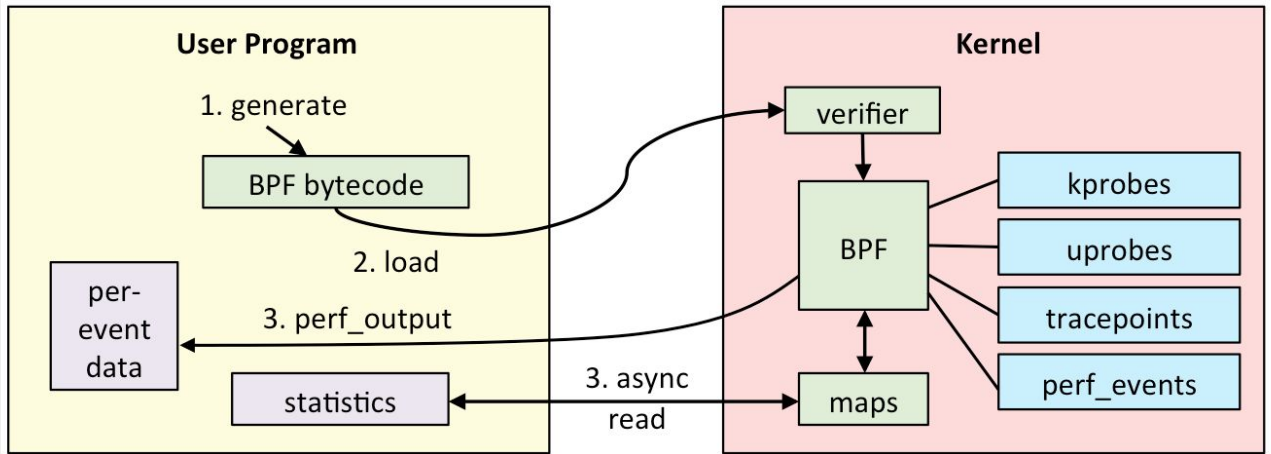 User Program
1. generate
BPF bytecode
2. load
per-
event
data
3. perf_output
statistics
3. async
read
Kernel
verifier
BPF
maps
kprobes
uprobes
tracepoints
perf_events